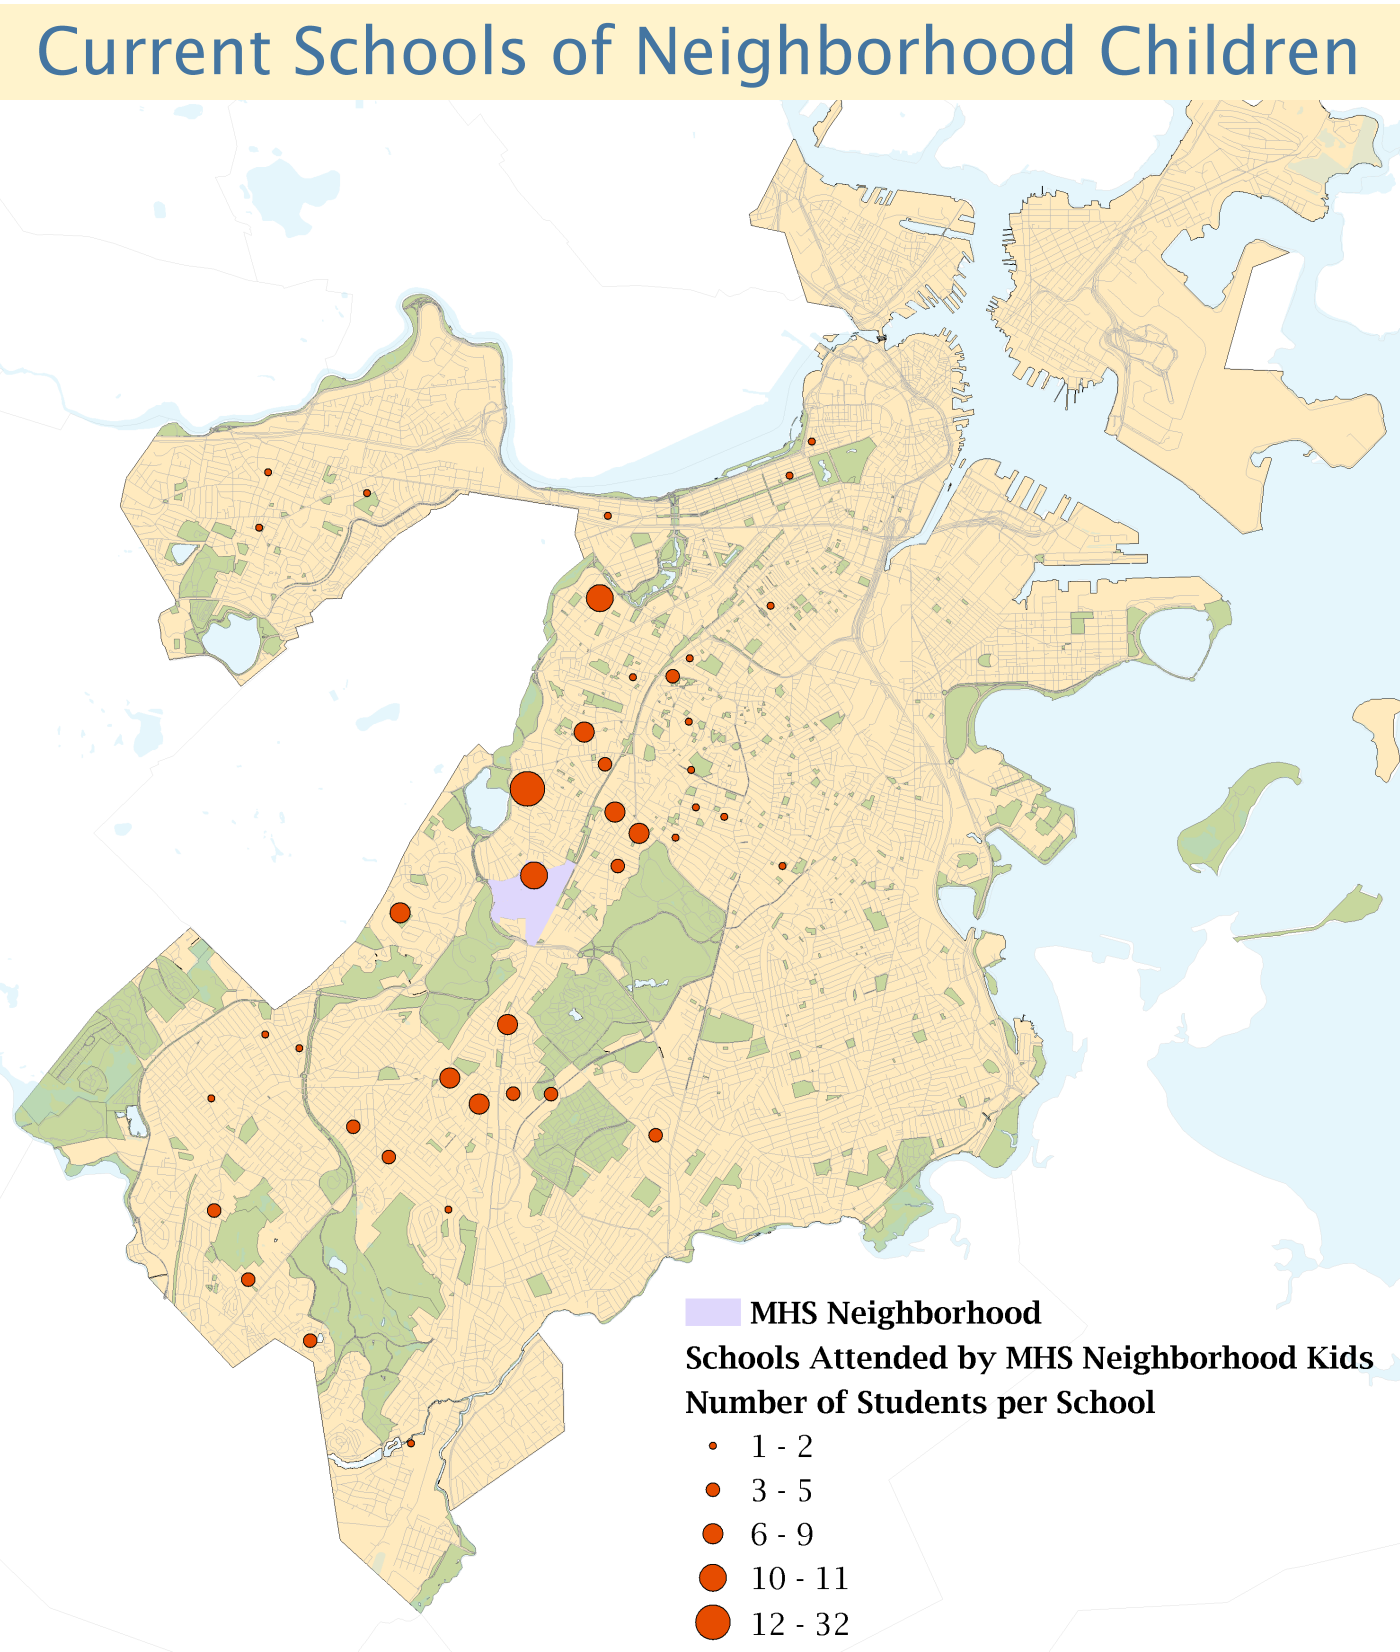 Current Schools of Neighborhood Children
MHS Neighborhood
Schools Attended by MHS Neighborhood Kids
Number of Students per School
1 - 2
3 - 5
6 - 9
10 - 11
12 - 32